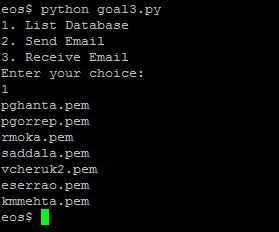 eos$ python goal3.py
1. List Database
2. Send Email
3. Receive Email
Enter your choice:
1
pghanta.pem
pgorrep.pem
rmoka.pem
saddala.pem
vcheruk2.pem
eserrao.pem
kmmehta.pem
eos$